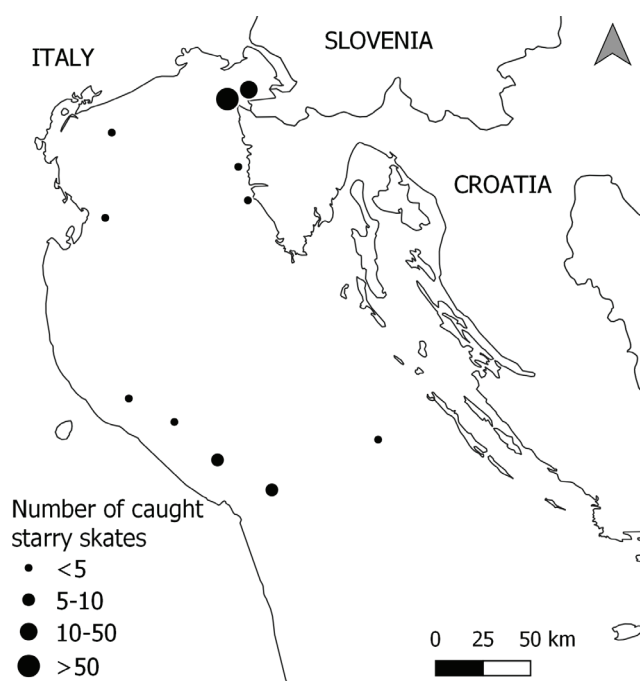 SLOVENIA
ITALY
CROATIA
Number of caught
starry skates
<5
5-10
10-50
>50
0 25 50 km